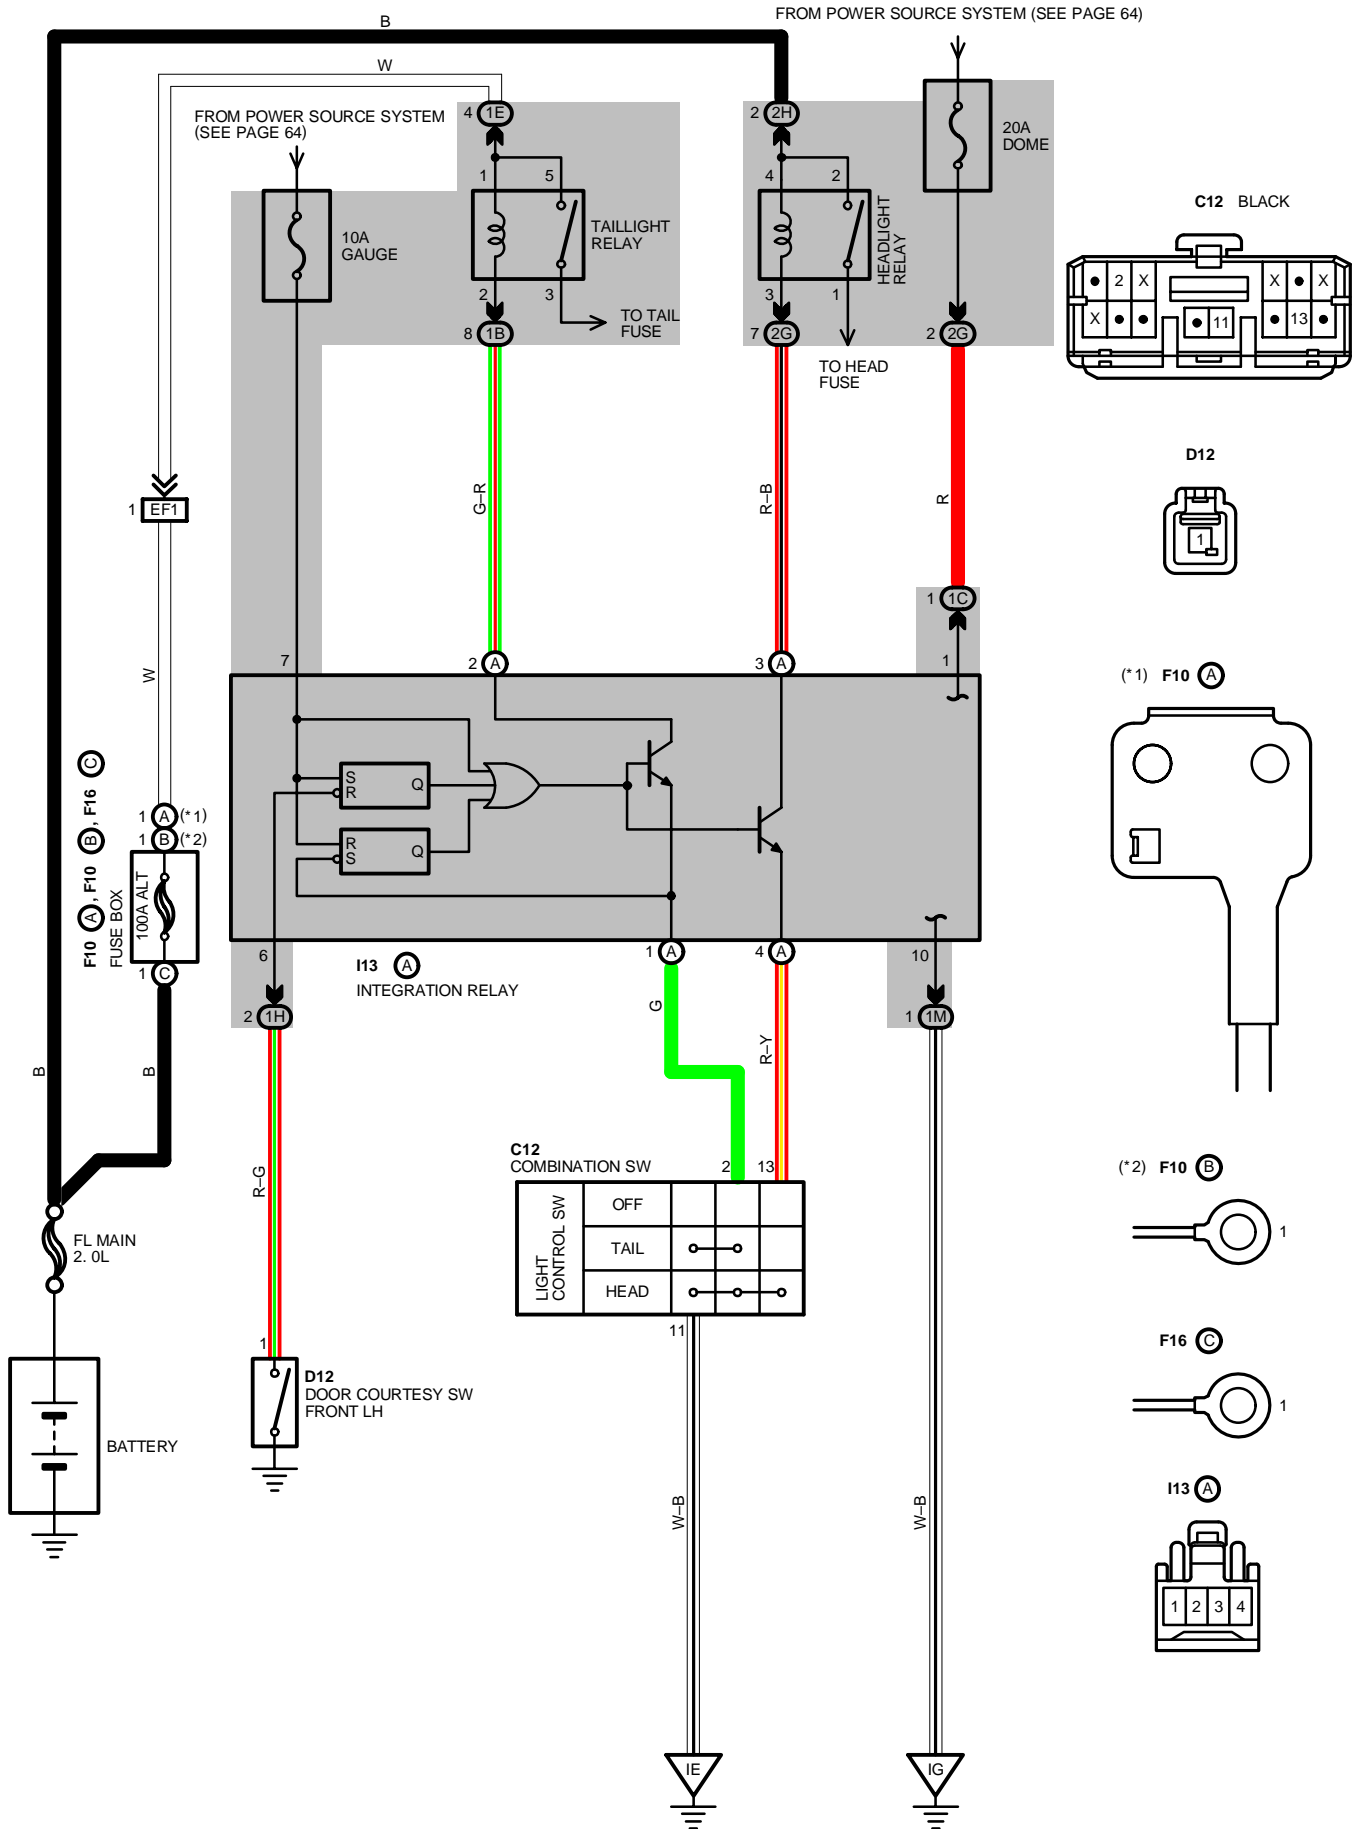 FROM POWER SOURCE SYSTEM (SEE PAGE 64)
B
W
FROM POWER SOURCE SYSTEM
(SEE PAGE 64)
4 1E
2 2H
20A
DOME
1 5
4 2
10A
GAUGE
TAILLIGHT
RELAY
HEADLIGHT
RELAY
2 3
3 1
TO TAIL
FUSE
8 1B
7 2G
2 2G
TO HEAD
FUSE
C12 BLACK
2 X X X
X 11 13
G–R
R–B
R
1 EF1
D12
1
1 1C
W
7
2 A
3 A
1
(*1) F10 A
S
R
Q
R
S
Q
F10 A, F10 B, F16 C
FUSE BOX
1 A (*1)
1 B (*2)
100A ALT
1 C
6
I13 A
INTEGRATION RELAY
1 A
4 A
10
2 1H
1 1M
B
B
G
R–Y
R–G
C12
COMBINATION SW
2 13
LIGHT
CONTROL SW
OFF
TAIL
HEAD
11
(*2) F10 B
1
FL MAIN
2. 0L
F16 C
1
1
D12
DOOR COURTESY SW
FRONT LH
BATTERY
W–B
W–B
I13 A
1 2 3 4
IE
IG